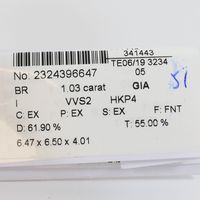 341443
TE06/19 3234
No: 2324396647 05
BR 1.03 carat GIA
I VVS2 HKP4
C: EX P: EX S: EX F: FNT
D: 61.90 % T: 55.00 %
6.47 x 6.50 x 4.01